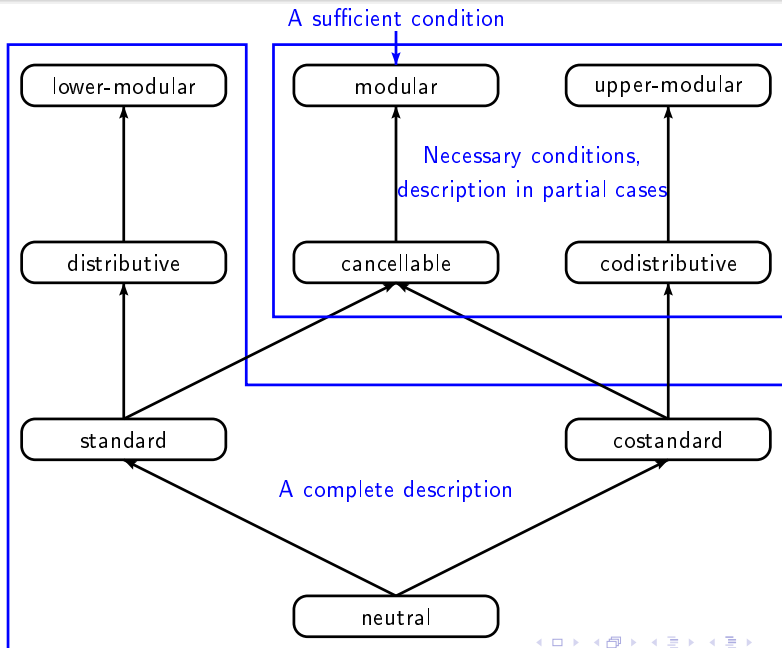 A sufficient condition
lower-modular
modular
upper-modular
Necessary conditions,
description in partial cases
distributive
cancellable
codistributive
standard
costandard
A complete description
neutral